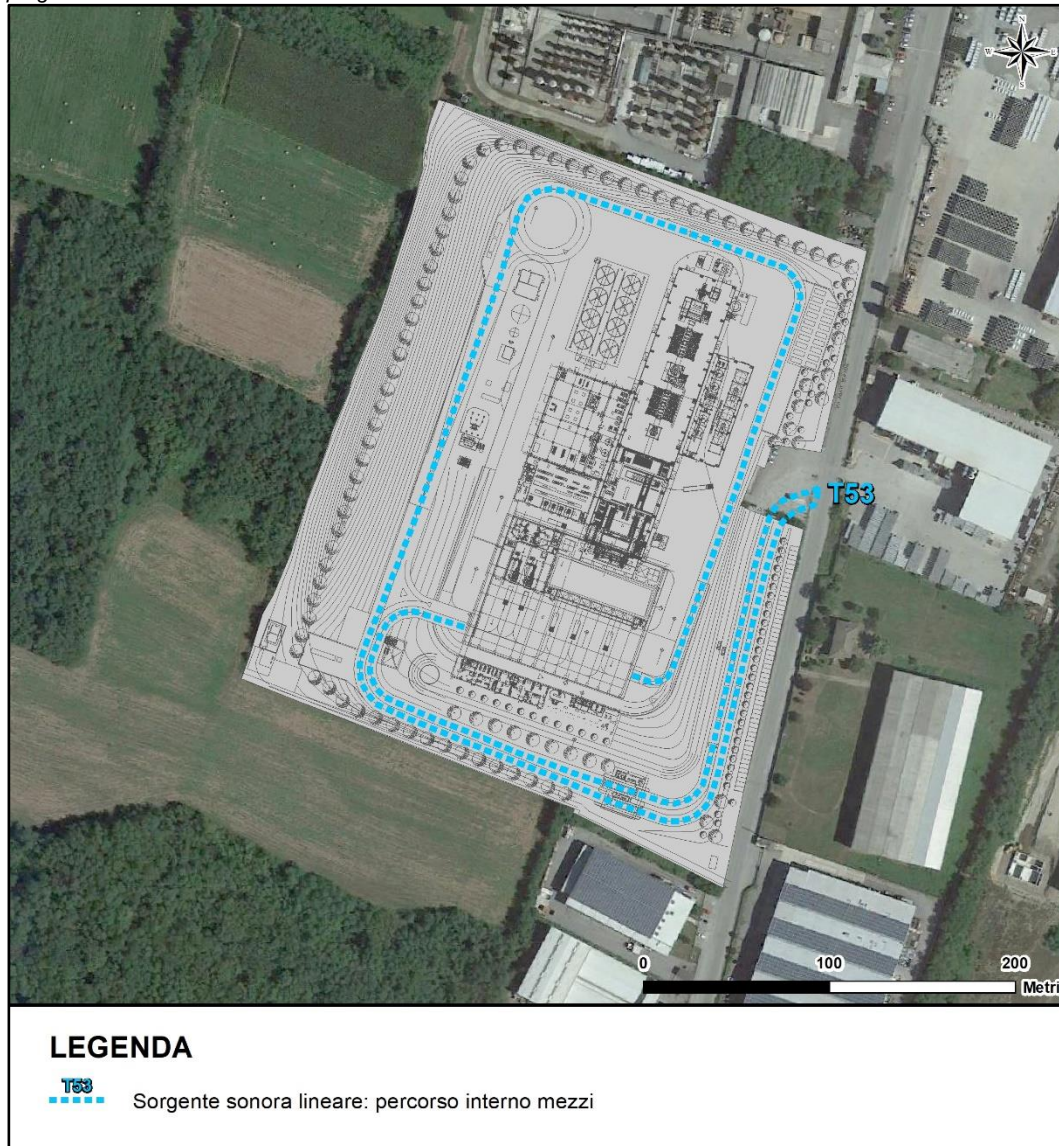 N
W
E
S
T53
0
100
200
Metri
LEGENDA
T53
Sorgente sonora lineare: percorso interno mezzi